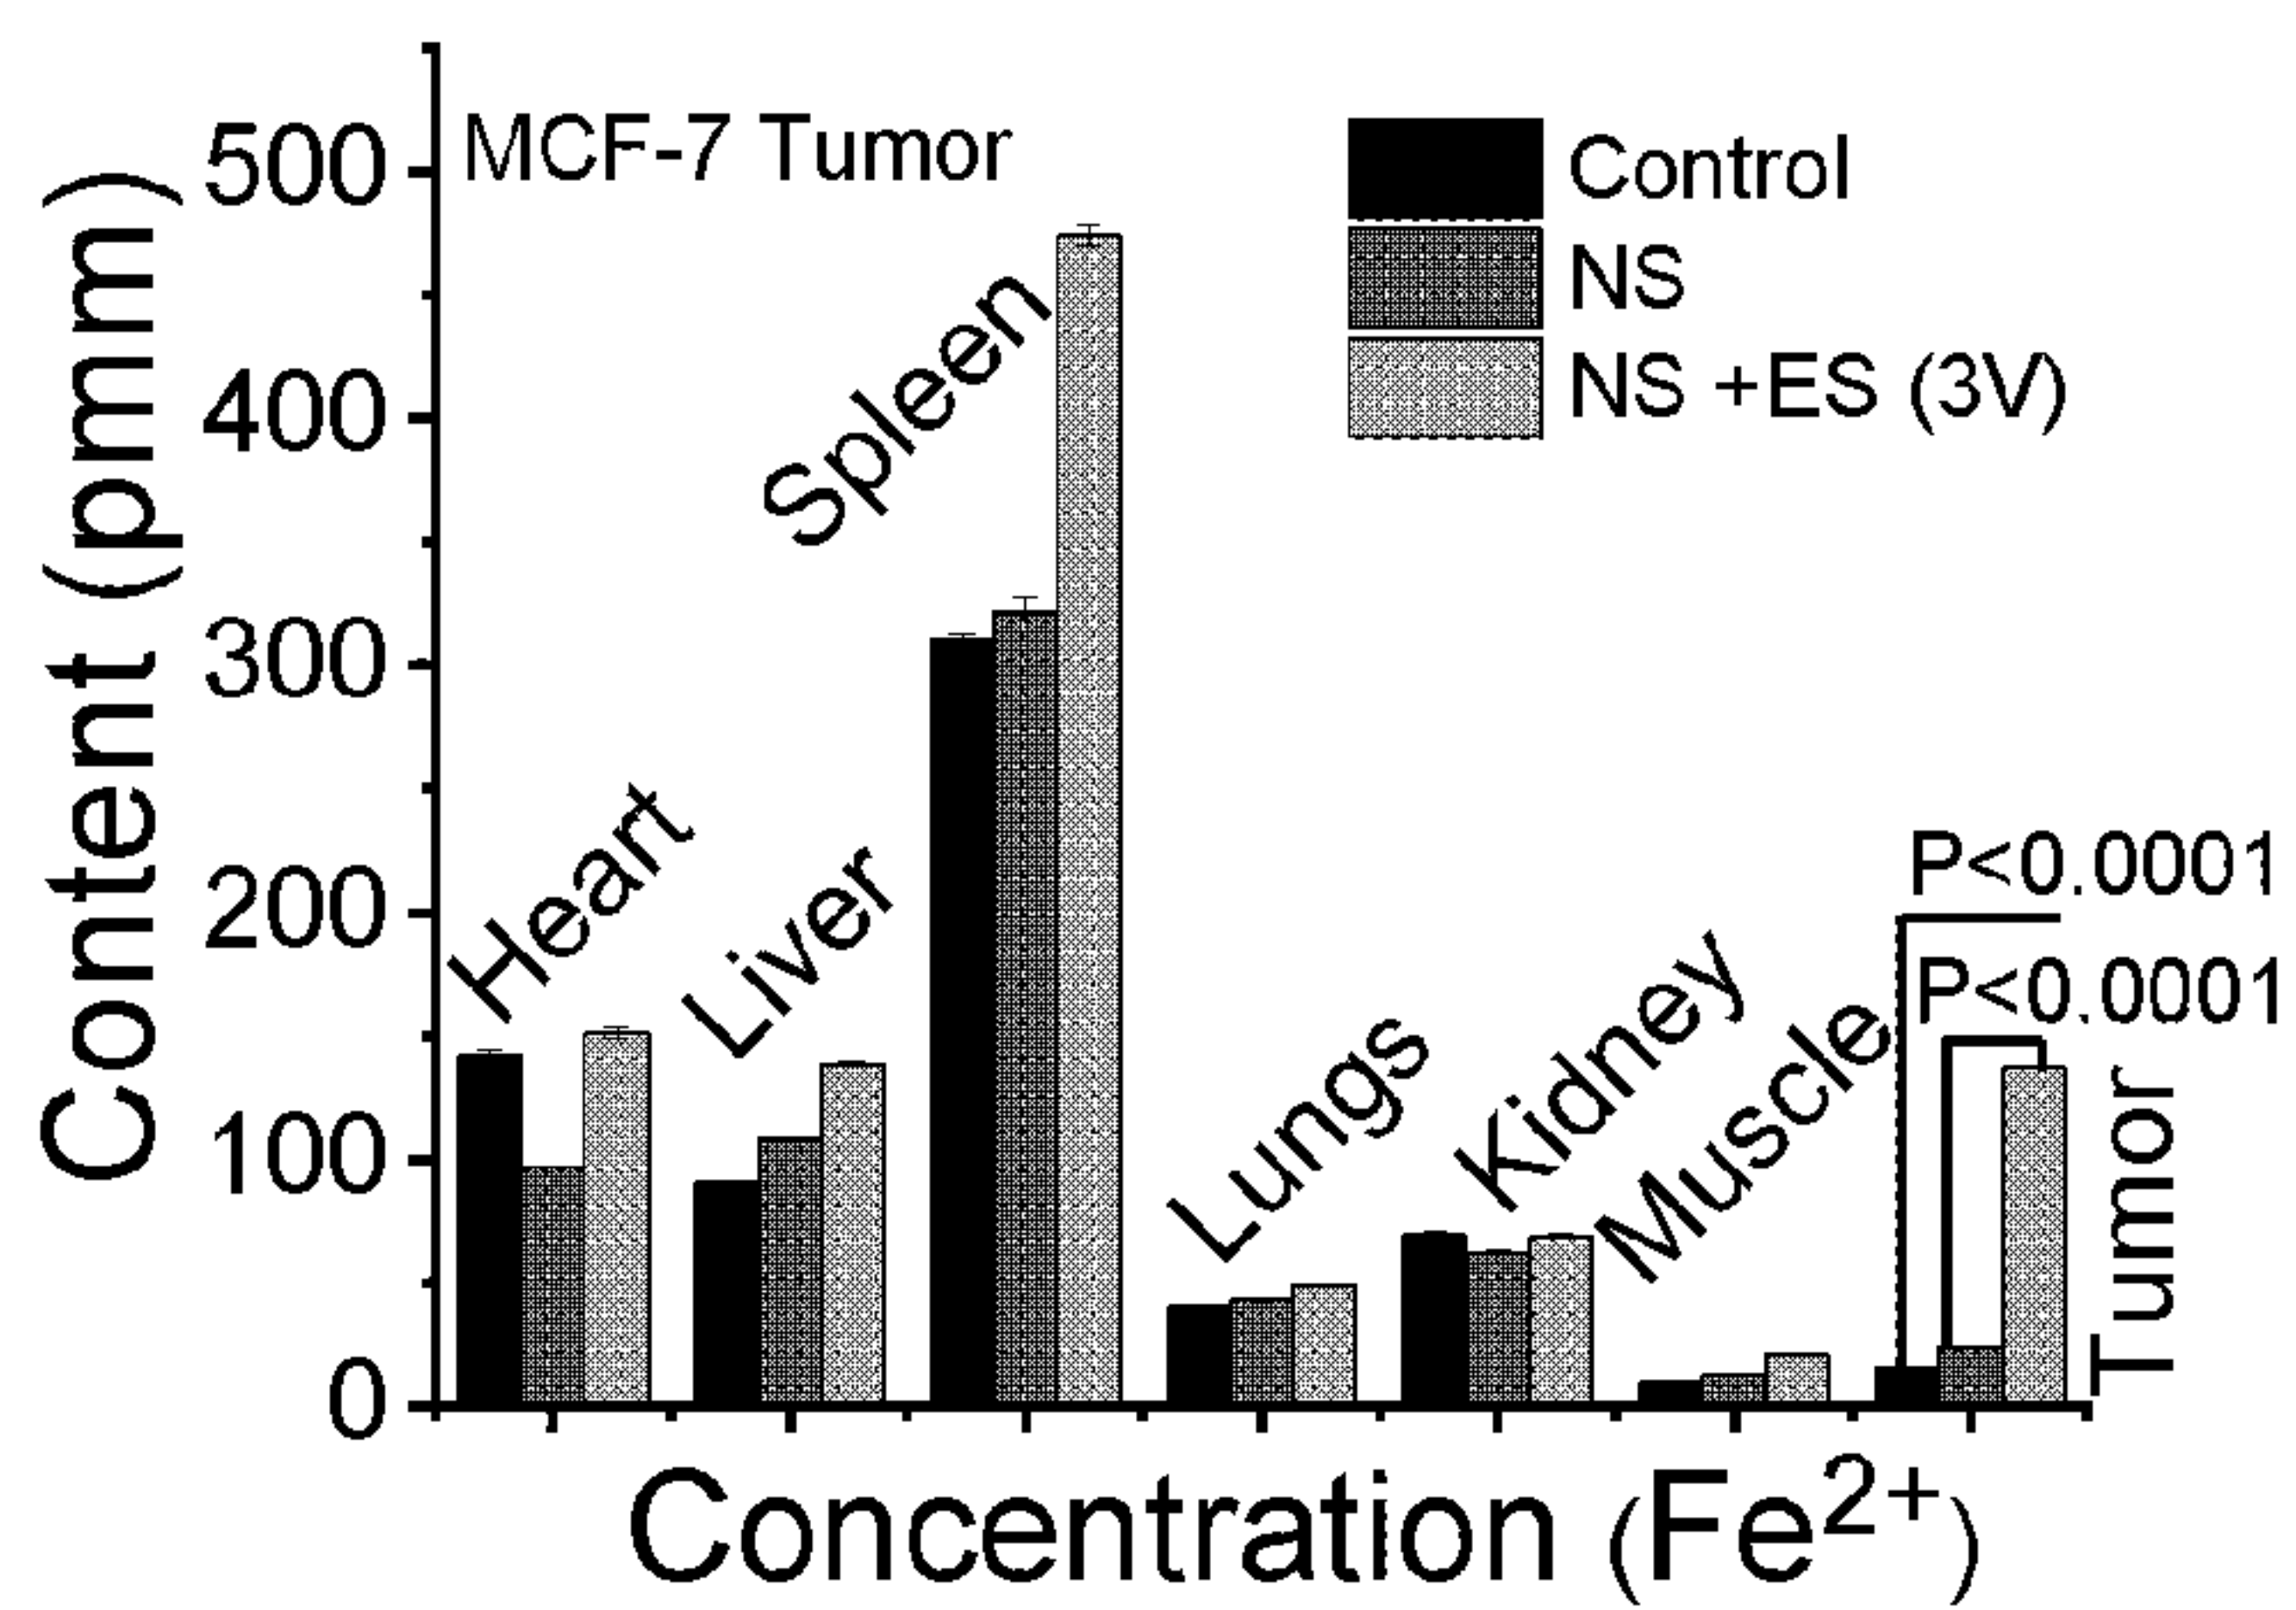 MCF-7 Tumor
Control
NS
NS +ES (3V)
Content (pmm)
500
400
300
200
100
0
Heart
Liver
Spleen
Lungs
Kidney
Muscle
Tumor
P<0.0001
P<0.0001
Concentration (Fe²⁺)